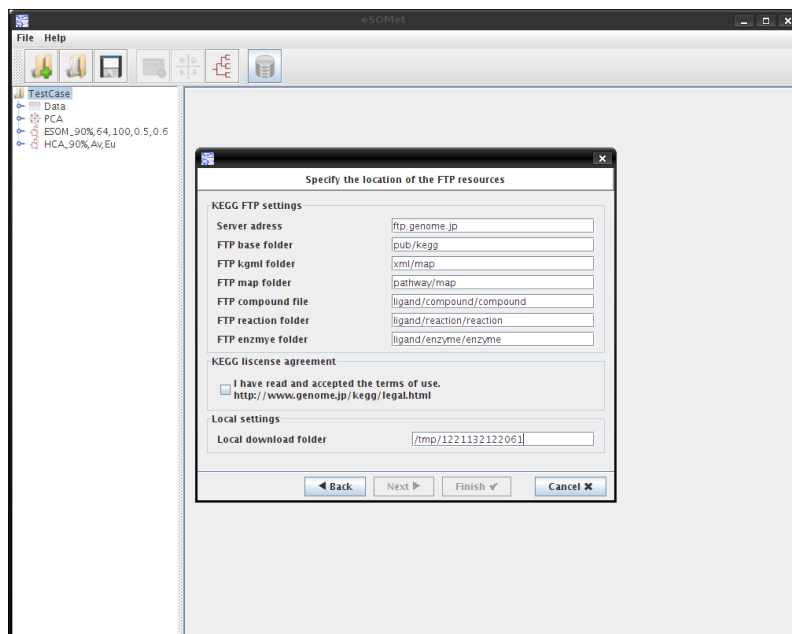 eSOMet
File Help
TestCase
Data
PCA
ESOM_90%,64,100,0.5,0.6
HCA_90%,Av,Eu
Specify the location of the FTP resources
KEGG FTP settings
Server adress ftp.genome.jp
FTP base folder pub/kegg
FTP kgml folder xml/map
FTP map folder pathway/map
FTP compound file ligand/compound/compound
FTP reaction folder ligand/reaction/reaction
FTP enzmye folder ligand/enzyme/enzyme
KEGG liscense agreement
I have read and accepted the terms of use.
http://www.genome.jp/kegg/legal.html
Local settings
Local download folder /tmp/1221132122061
Back Next Finish Cancel